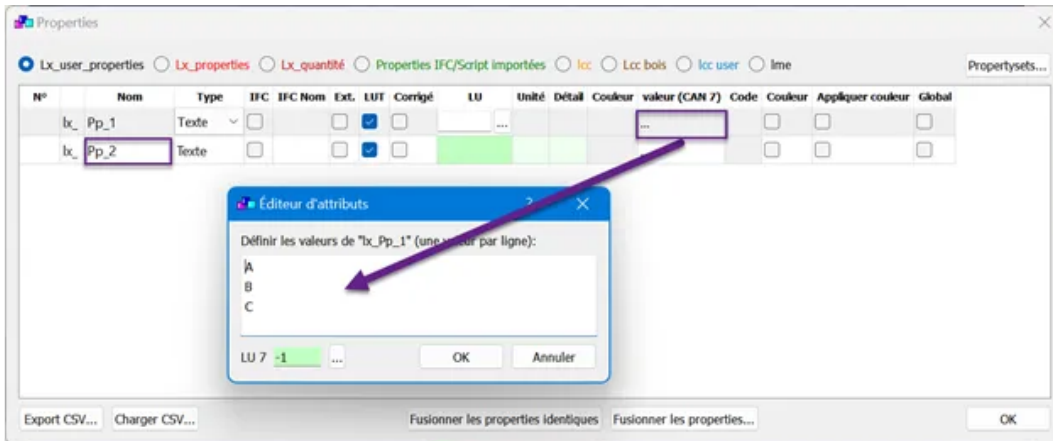 Properties
Lx_user_properties Lx_properties Lx_quantité Properties IFC/Script importées lcc Lcc bois lcc user lme Propertysets...
N° Nom Type IFC IFC Nom Ext. LUT Corrigé LU Unité Détail Couleur valeur (CAN 7) Code Couleur Appliquer couleur Global
lx_ Pp_1 Texte ... ...
lx_ Pp_2 Texte
Éditeur d'attributs ?
Définir les valeurs de "lx_Pp_1" (une valeur par ligne):
A
B
C
LU 7 -1 ... OK Annuler
Export CSV... Charger CSV... Fusionner les properties identiques Fusionner les properties... OK